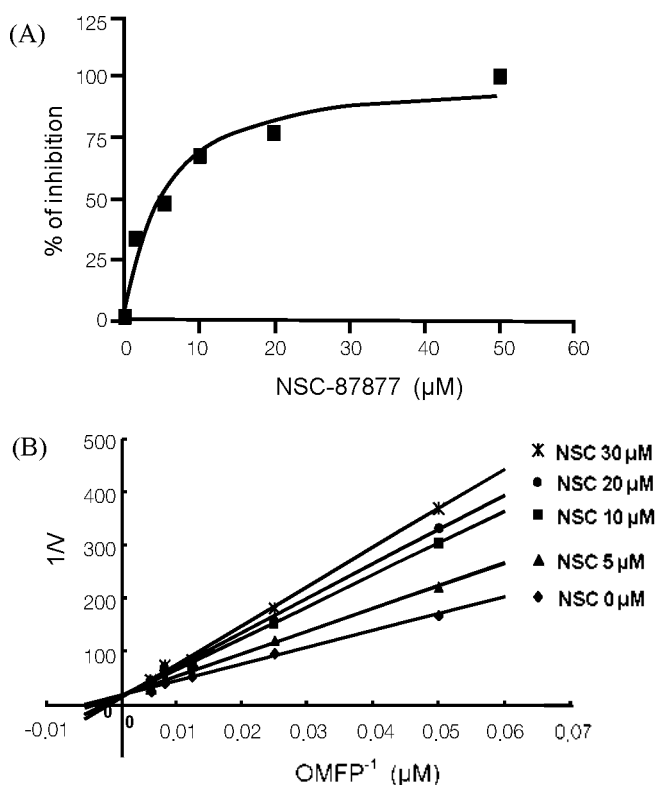 (A)
125
100
75
50
25
0
% of inhibition
0 10 20 30 40 50 60
NSC-87877 (µM)
(B)
500
400
300
200
100
0
1/V
-0.01 0 0.01 0.02 0.03 0.04 0.05 0.06 0.07
OMFP⁻¹ (µM)
NSC 30 µM
NSC 20 µM
NSC 10 µM
NSC 5 µM
NSC 0 µM